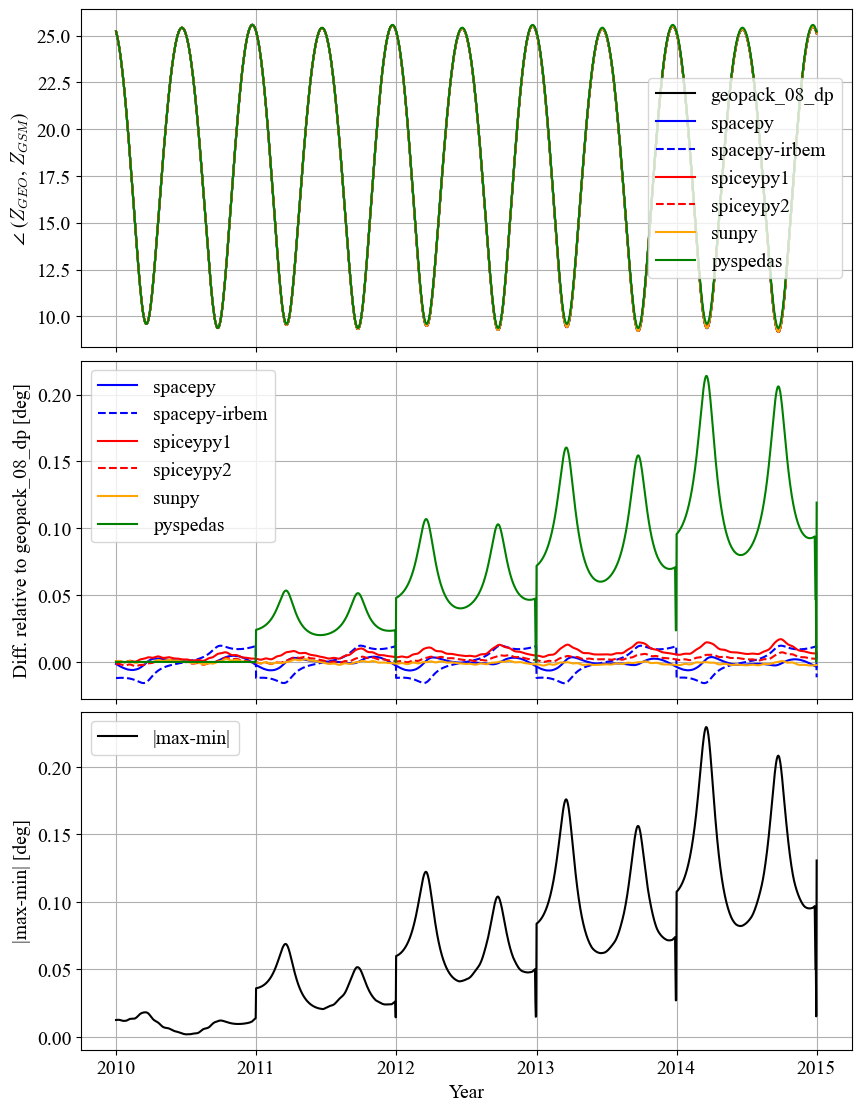 ∠ (Z_GEO, Z_GSM)
25.0
22.5
20.0
17.5
15.0
12.5
10.0
geopack_08_dp
spacepy
spacepy-irbem
spiceypy1
spiceypy2
sunpy
pyspedas
Diff. relative to geopack_08_dp [deg]
0.20
0.15
0.10
0.05
0.00
spacepy
spacepy-irbem
spiceypy1
spiceypy2
sunpy
pyspedas
|max-min| [deg]
0.20
0.15
0.10
0.05
0.00
|max-min|
2010 2011 2012 2013 2014 2015
Year